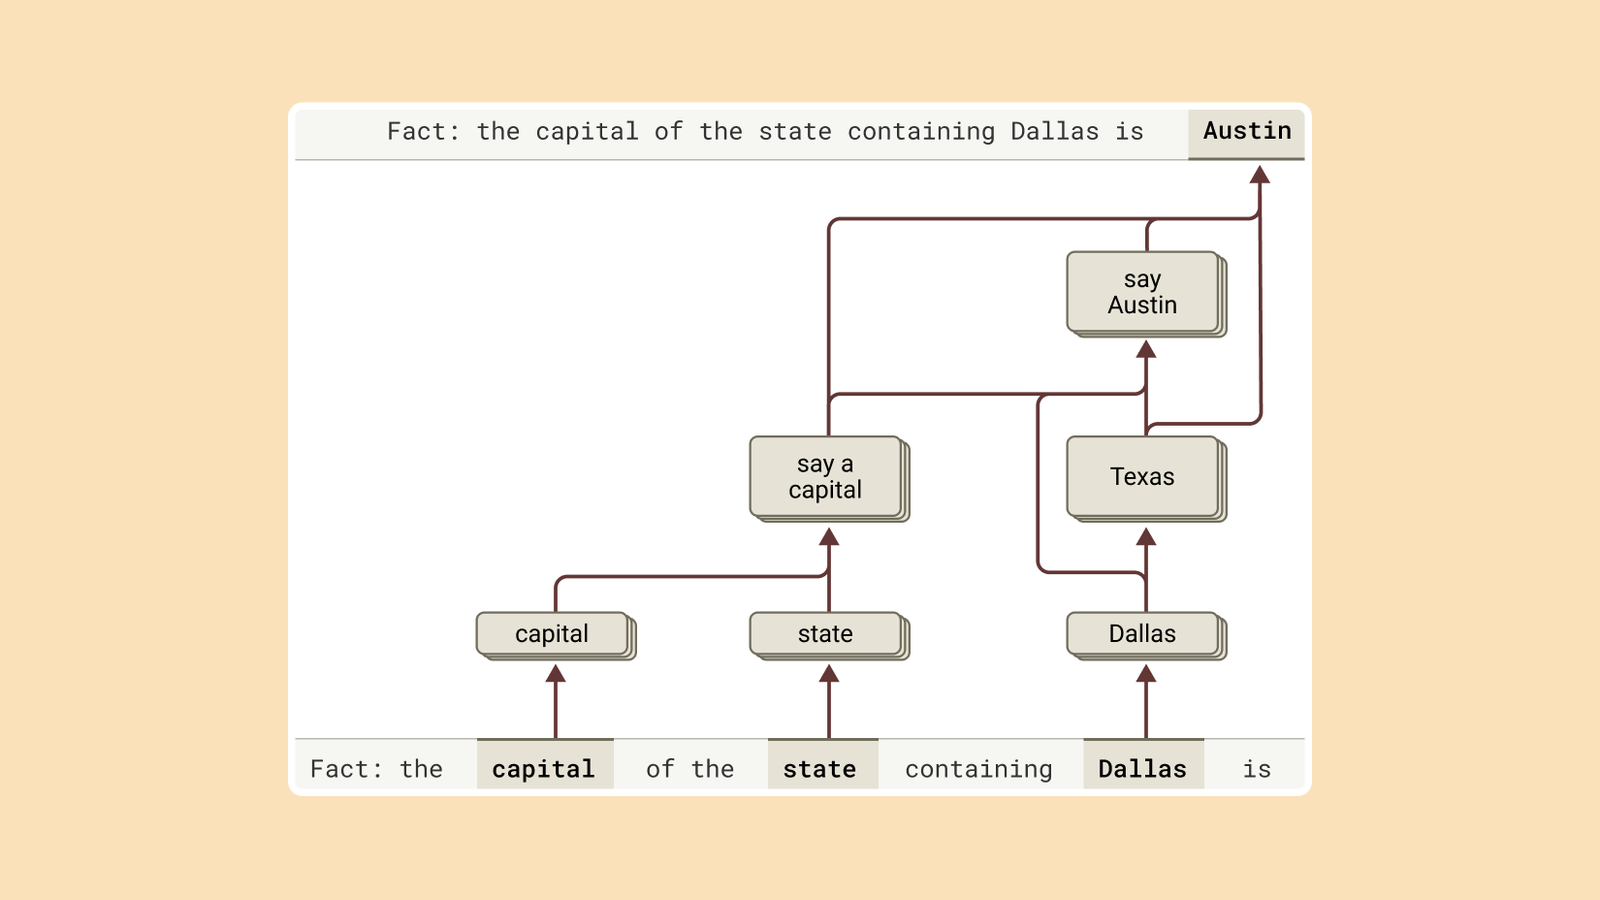 Fact: the capital of the state containing Dallas is Austin
say
Austin
say a
capital
Texas
capital
state
Dallas
Fact: the capital of the state containing Dallas is